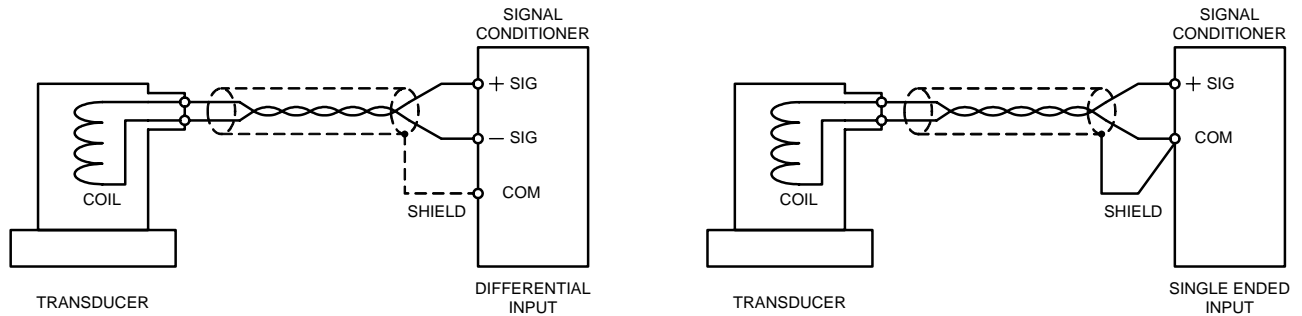 SIGNAL
CONDITIONER
+ SIG
− SIG
COM
COIL
SHIELD
TRANSDUCER
DIFFERENTIAL
INPUT
SIGNAL
CONDITIONER
+ SIG
COM
COIL
SHIELD
TRANSDUCER
SINGLE ENDED
INPUT